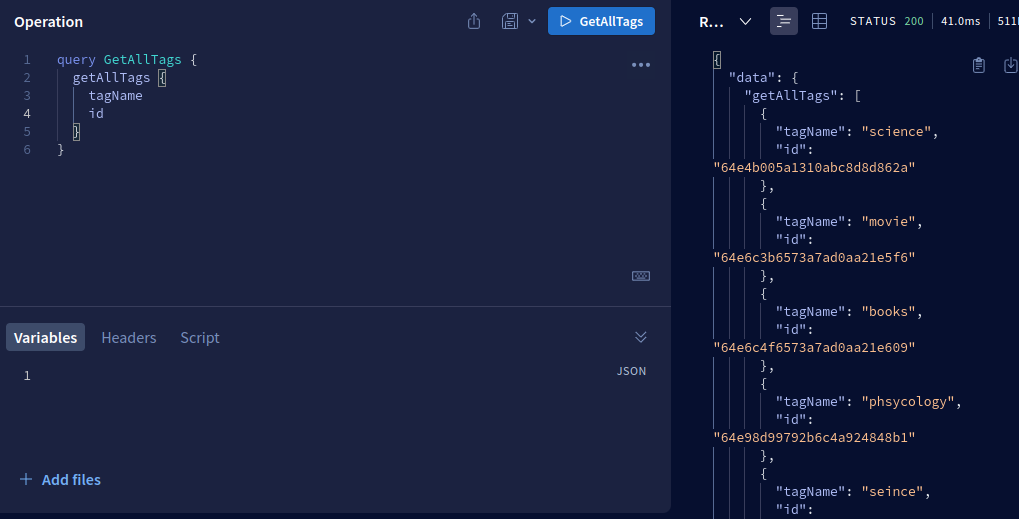 Operation
GetAllTags
1 query GetAllTags {
2 getAllTags {
3 tagName
4 id
5 }
6 }
Variables Headers Script
1
JSON
Add files
R... STATUS 200 41.0ms 511
{
"data": {
"getAllTags": [
{
"tagName": "science",
"id":
"64e4b005a1310abc8d8d862a"
},
{
"tagName": "movie",
"id":
"64e6c3b6573a7ad0aa21e5f6"
},
{
"tagName": "books",
"id":
"64e6c4f6573a7ad0aa21e609"
},
{
"tagName": "phsycology",
"id":
"64e98d99792b6c4a924848b1"
},
{
"tagName": "seince",
"id":